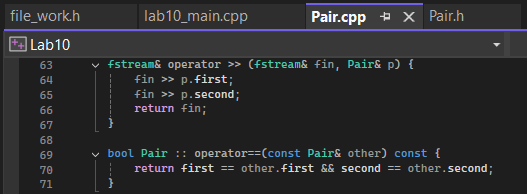 file_work.h lab10_main.cpp Pair.cpp Pair.h
Lab10
63 fstream& operator >> (fstream& fin, Pair& p) {
64 fin >> p.first;
65 fin >> p.second;
66 return fin;
67 }
68
69 bool Pair :: operator==(const Pair& other) const {
70 return first == other.first && second == other.second;
71 }